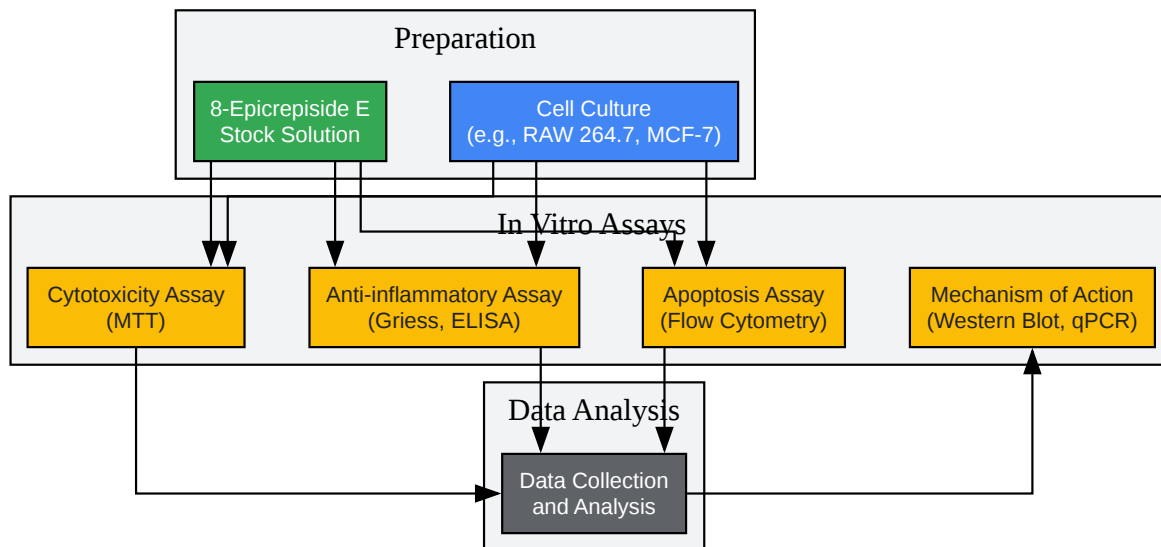 Preparation
8-Epicrepiside E
Stock Solution
Cell Culture
(e.g., RAW 264.7, MCF-7)
In Vitro Assays
Cytotoxicity Assay
(MTT)
Anti-inflammatory Assay
(Griess, ELISA)
Apoptosis Assay
(Flow Cytometry)
Mechanism of Action
(Western Blot, qPCR)
Data Analysis
Data Collection
and Analysis